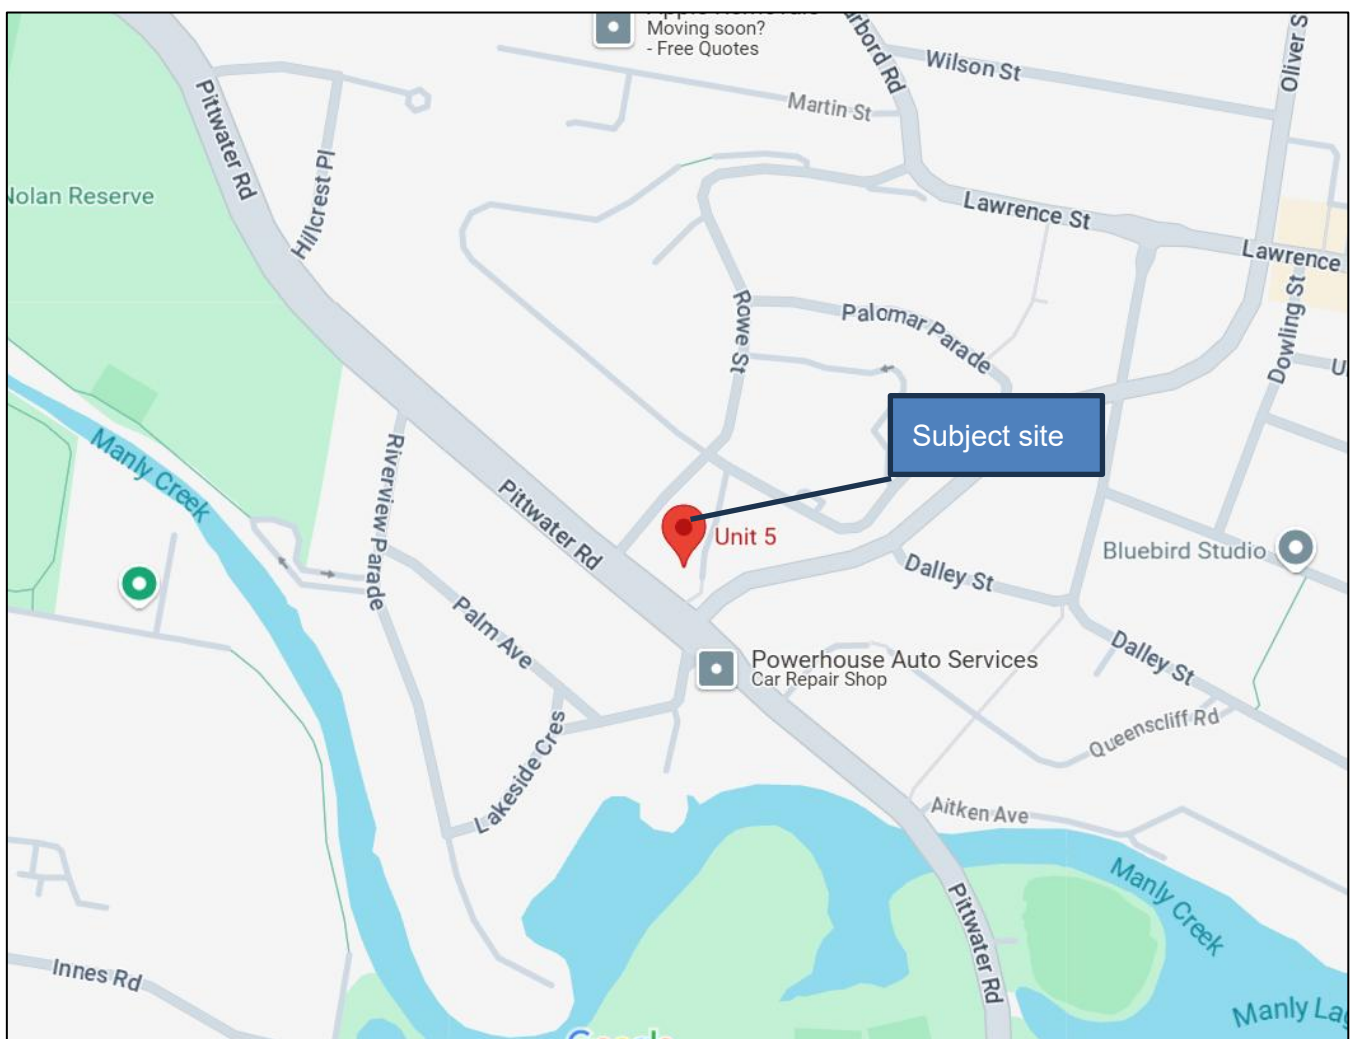 Moving soon?
- Free Quotes
Wilson St
Oliver S
Martin St
Pittwater Rd
Hillcrest Pl
Nolan Reserve
Lawrence St
Lawrence
Rowe St
Palomar Parade
Dowling St
Subject site
Manly Creek
Riverview Parade
Pittwater Rd
Unit 5
Bluebird Studio
Dalley St
Palm Ave
Powerhouse Auto Services
Car Repair Shop
Dalley St
Queenscliff Rd
Lakeside Cres
Aitken Ave
Manly Creek
Pittwater Rd
Innes Rd
Manly Lag